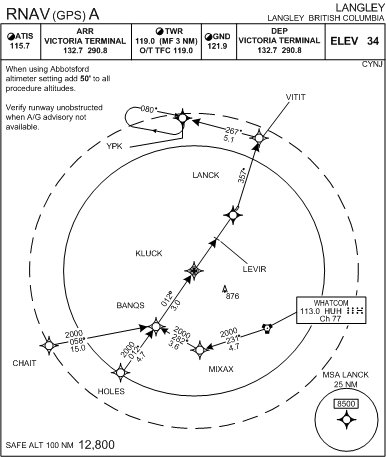 RNAV (GPS) A
LANGLEY
LANGLEY BRITISH COLUMBIA
ATIS
115.7
ARR
VICTORIA TERMINAL
132.7 290.8
TWR
119.0 (MF 3 NM)
O/T TFC 119.0
GND
121.9
DEP
VICTORIA TERMINAL
132.7 290.8
ELEV 34
CYNJ
When using Abbotsford
altimeter setting add 50' to all
procedure altitudes.
Verify runway unobstructed
when A/G advisory not
available.
VITIT
080°
267°
5.1
YPK
LANCK
357°
KLUCK
LEVIR
012°
3.0
876
BANQS
WHATCOM
113.0 HUH
Ch 77
2000
058°
15.0
2000
282°
3.6
2000
231°
4.7
2000
012°
4.7
CHAIT
MIXAX
HOLES
MSA LANCK
25 NM
8500
SAFE ALT 100 NM 12,800